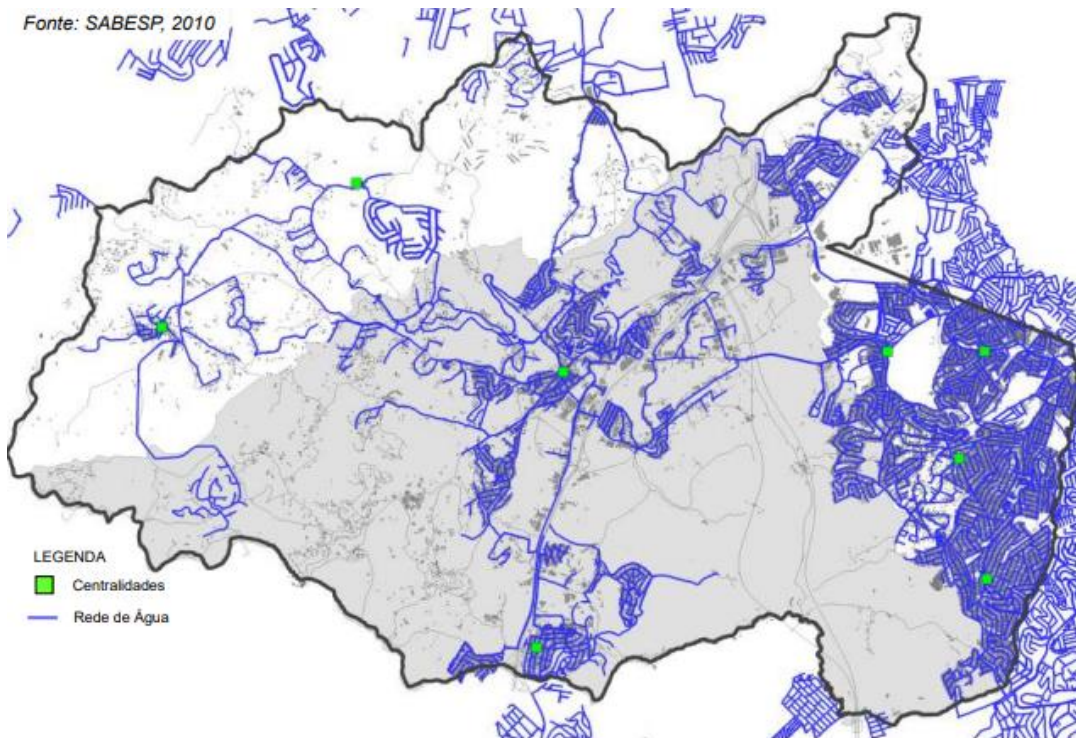 Fonte: SABESP, 2010
LEGENDA
Centralidades
Rede de Água